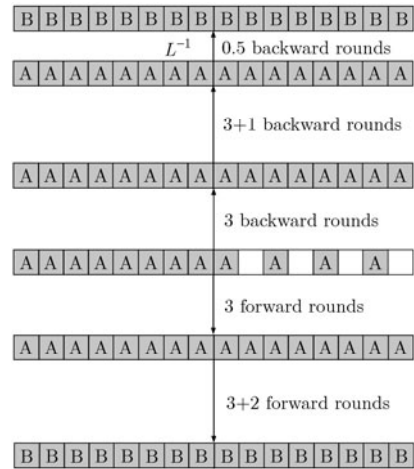 B B B B B B B B B B B B B B B B
L⁻¹ 0.5 backward rounds
A A A A A A A A A A A A A A A A
3+1 backward rounds
A A A A A A A A A A A A A A A A
3 backward rounds
A A A A A A A A A A A A
3 forward rounds
A A A A A A A A A A A A A A A A
3+2 forward rounds
B B B B B B B B B B B B B B B B